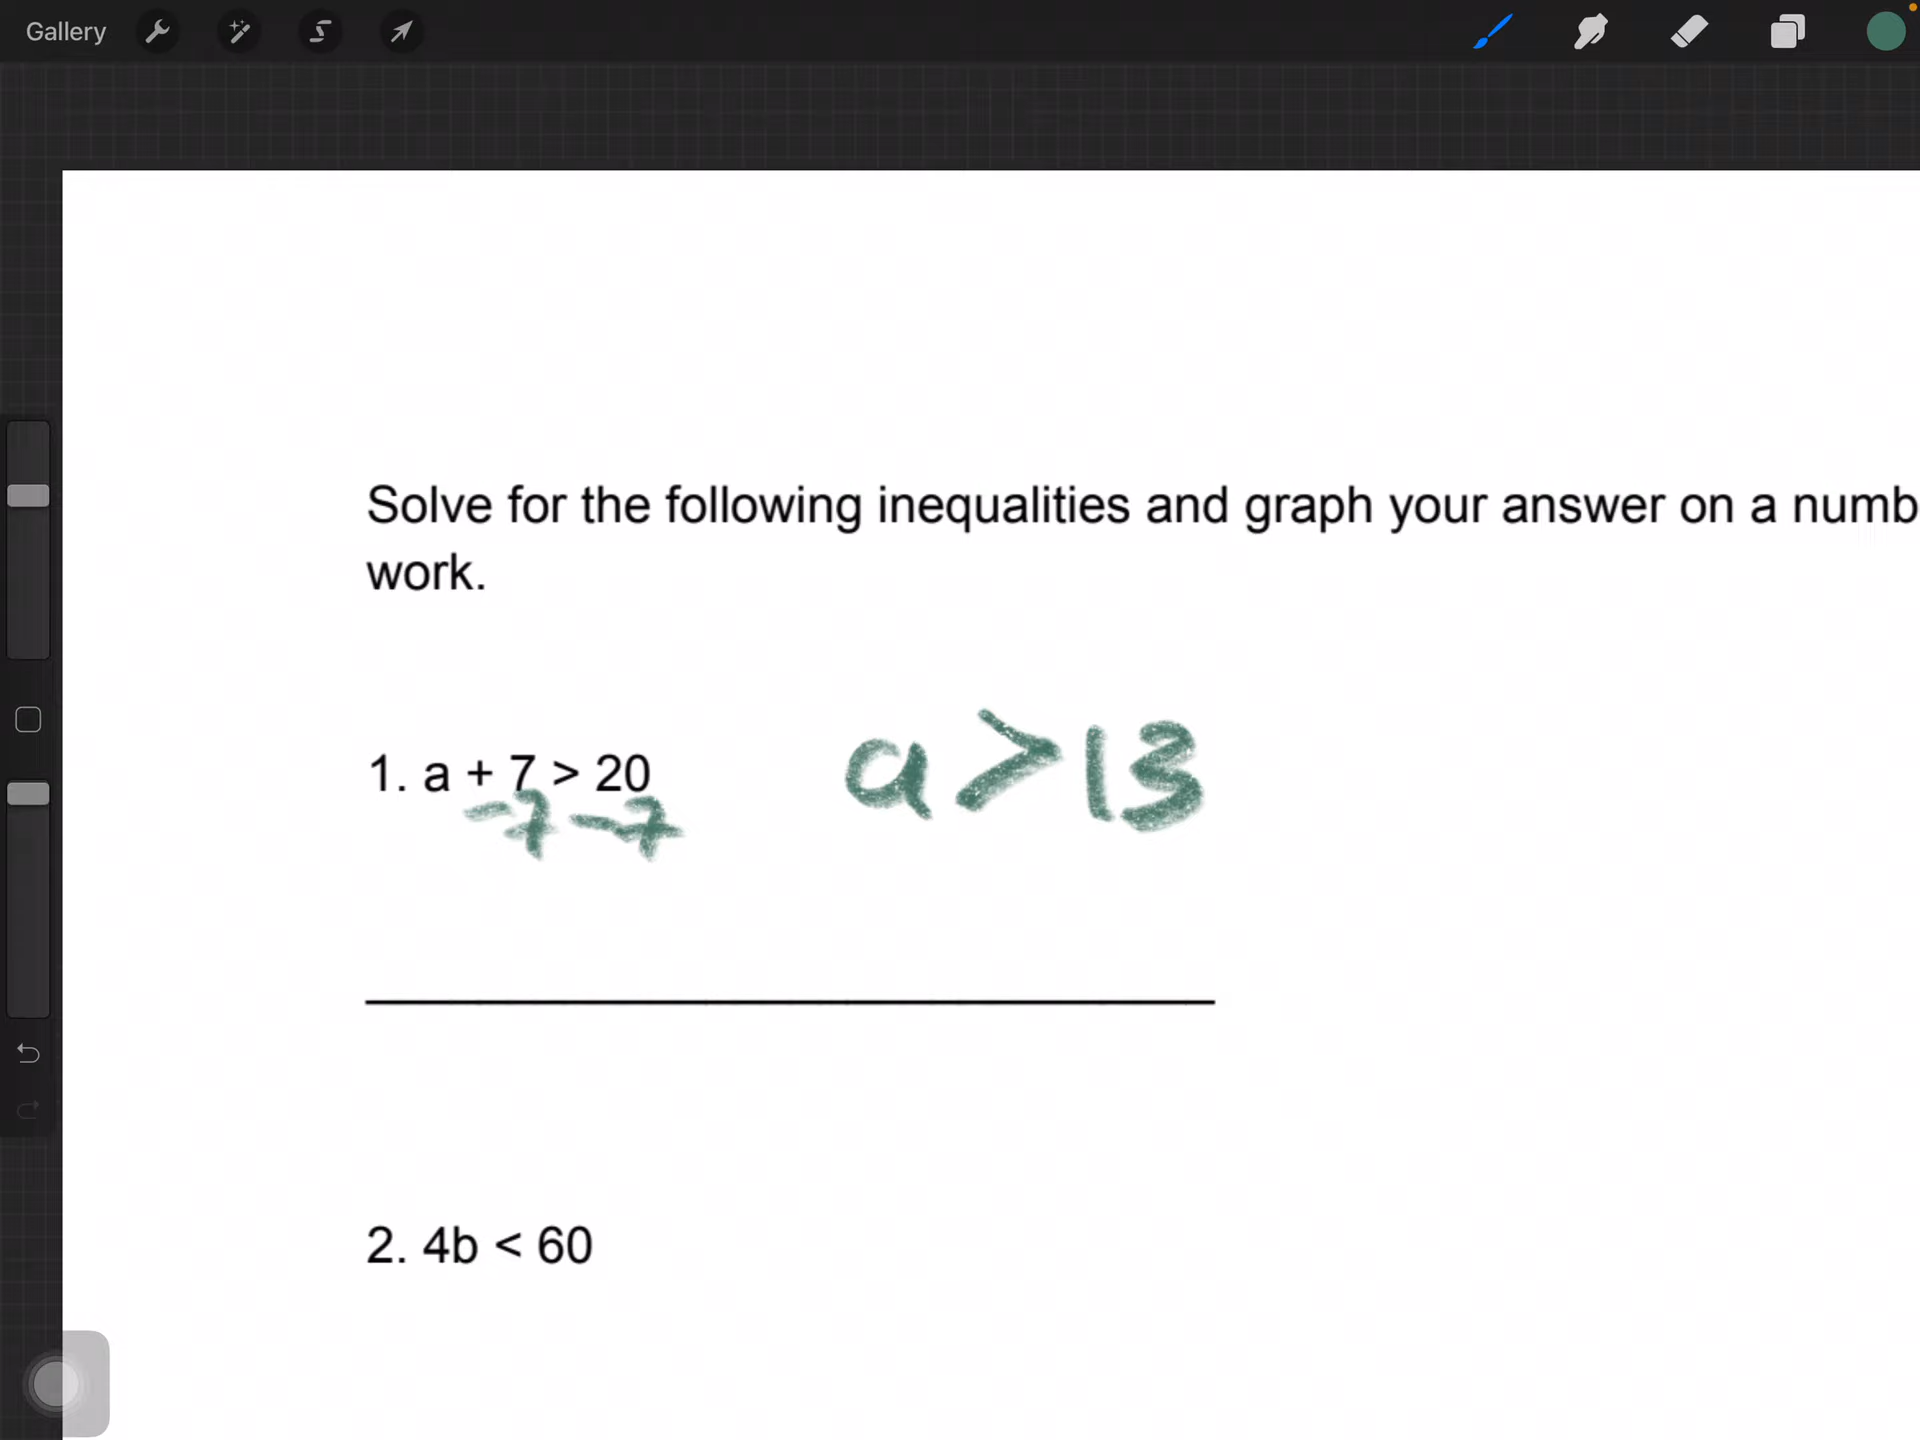 Gallery
Solve for the following inequalities and graph your answer on a numb
work.
1. a + 7 > 20
-7 -7
a > 13
2. 4b < 60